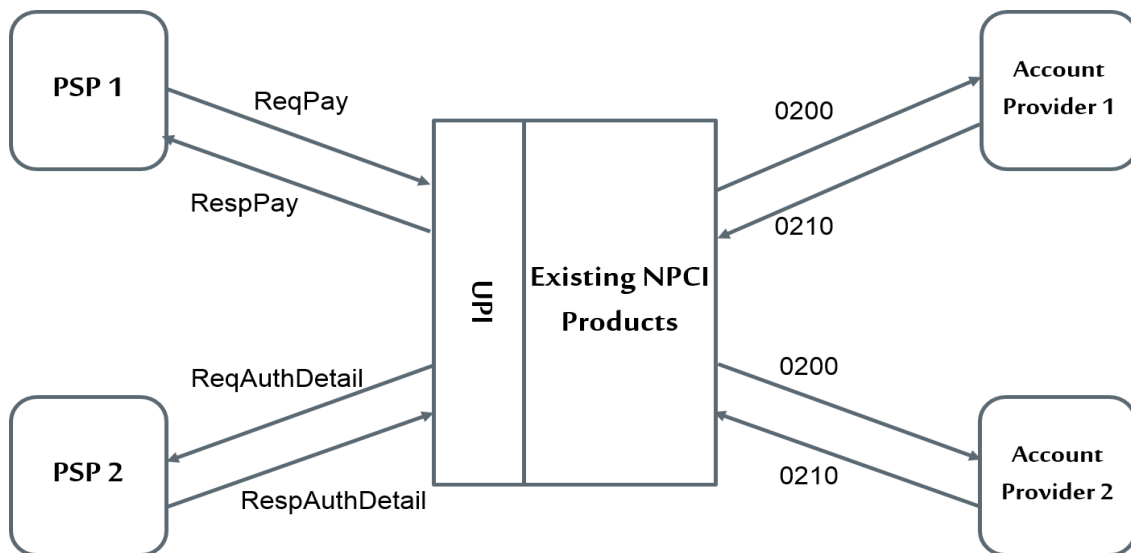 PSP 1
ReqPay
RespPay
UPI
Existing NPCI
Products
0200
0210
Account
Provider 1
ReqAuthDetail
RespAuthDetail
PSP 2
0200
0210
Account
Provider 2